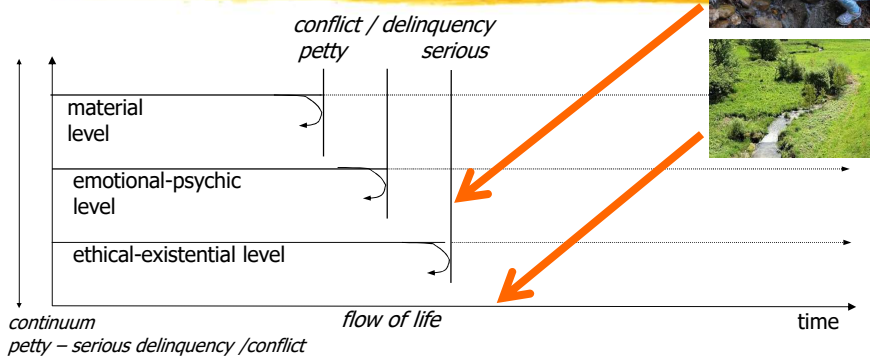 conflict / delinquency
petty serious
material
level
emotional-psychic
level
ethical-existential level
flow of life time
continuum
petty – serious delinquency /conflict